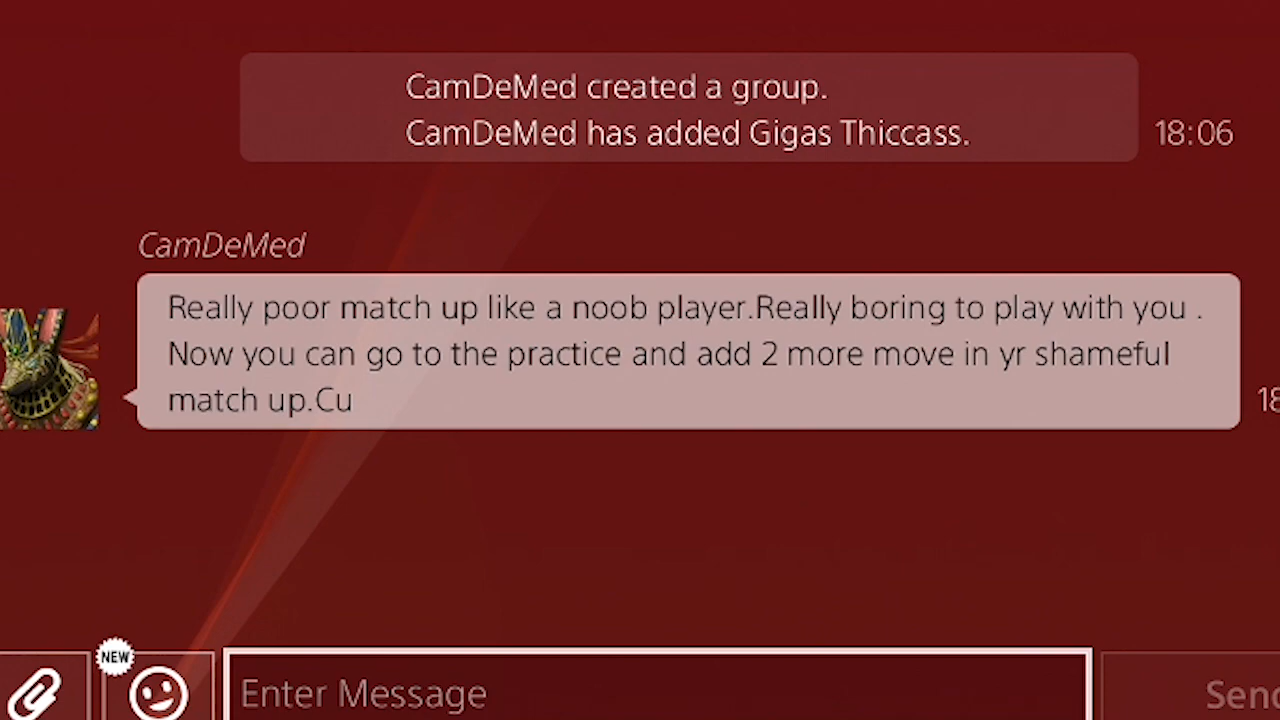 CamDeMed created a group.
CamDeMed has added Gigas Thiccass.
18:06
CamDeMed
Really poor match up like a noob player.Really boring to play with you .
Now you can go to the practice and add 2 more move in yr shameful
match up.Cu
18
NEW
Enter Message
Send